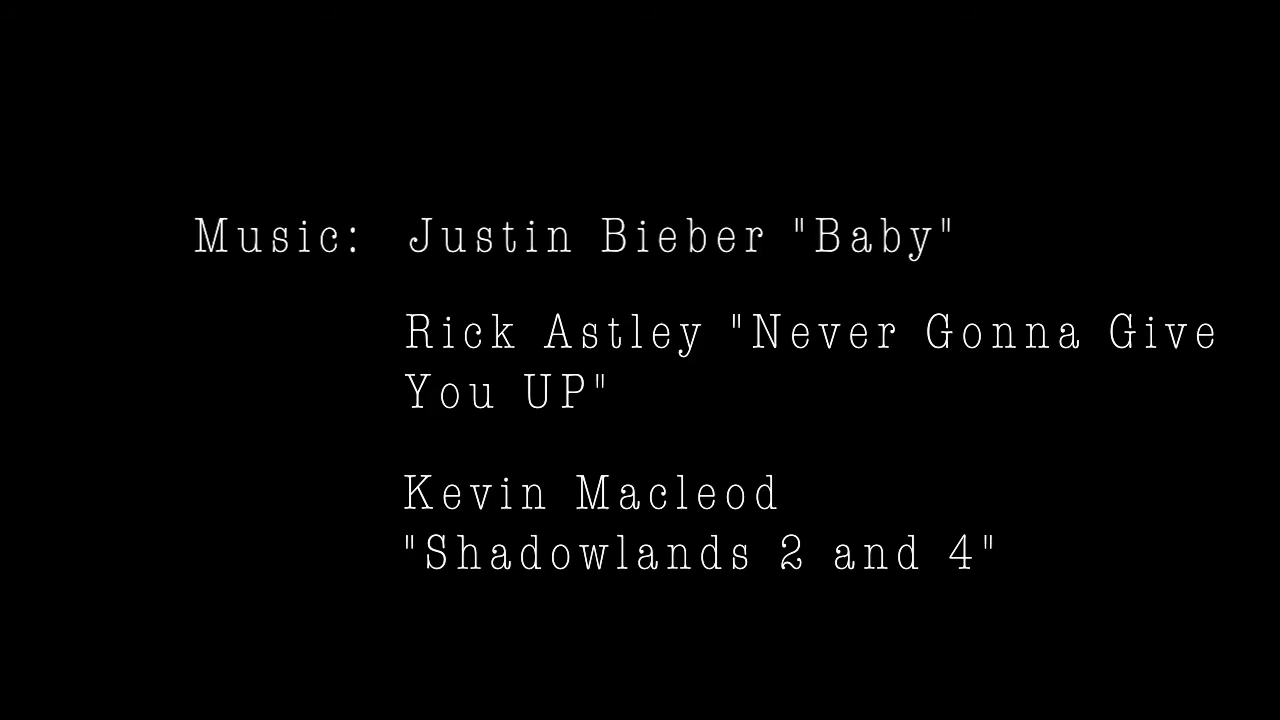 Music: Justin Bieber "Baby"
Rick Astley "Never Gonna Give
You UP"
Kevin Macleod
"Shadowlands 2 and 4"